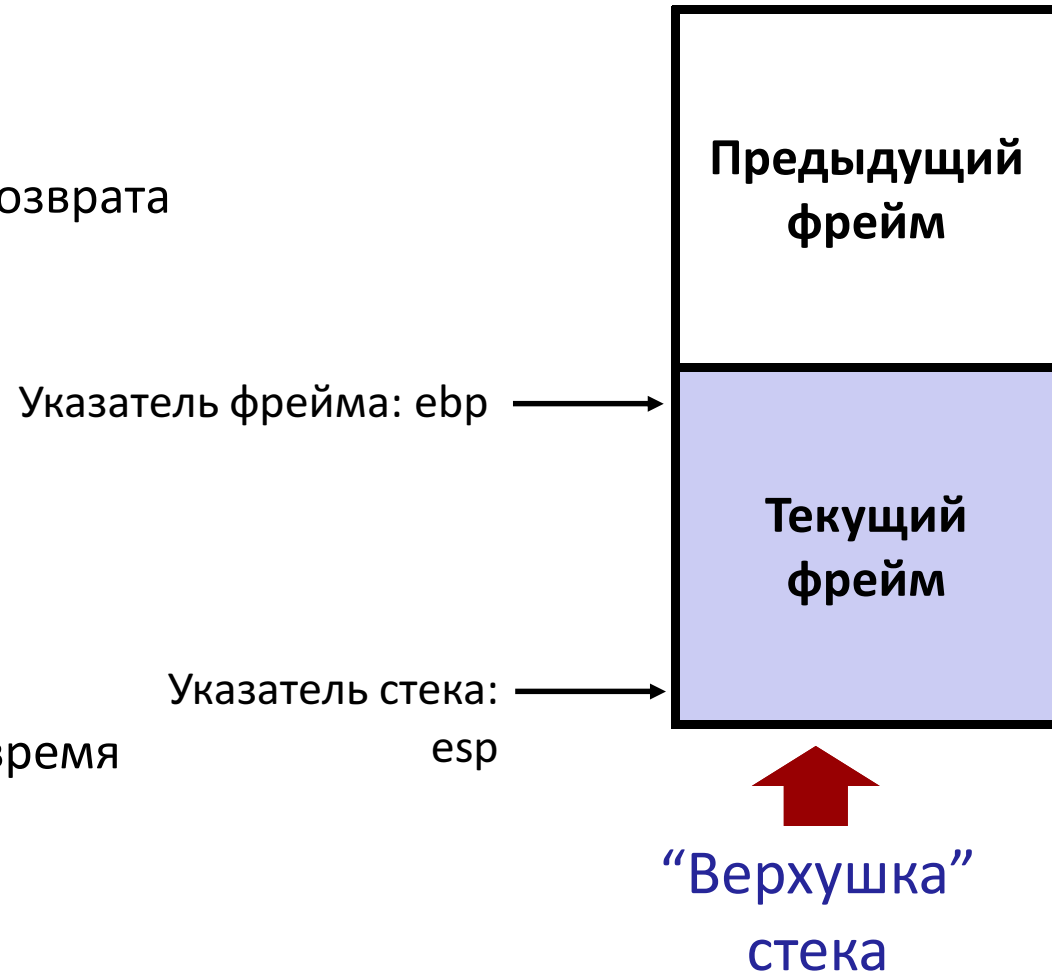 Предыдущий
фрейм
озврата
Указатель фрейма: ebp
Текущий
фрейм
Указатель стека:
esp
время
“Верхушка”
стека